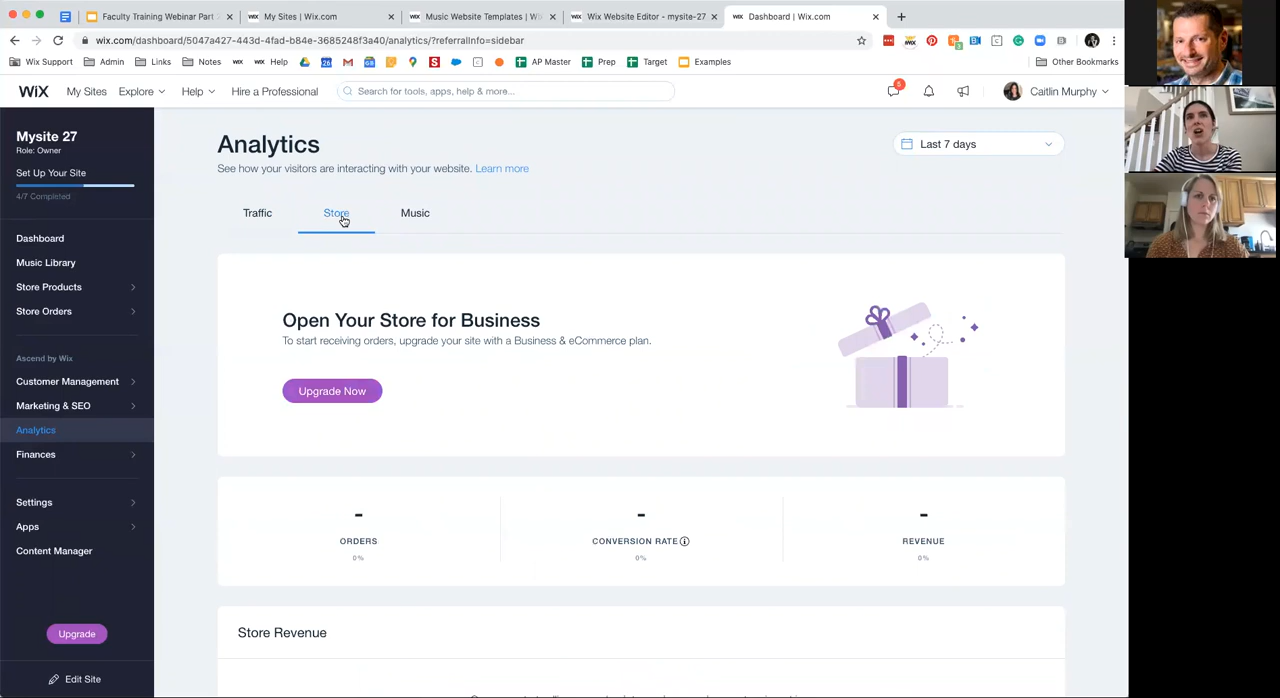 Faculty Training Webinar Part
My Sites | Wix.com
Music Website Templates | W
Wix Website Editor - mysite-27
Dashboard | Wix.com
wix.com/dashboard/5047a427-443d-4fad-b84e-3685248f3a40/analytics/?referralInfo=sidebar
Wix Support
Admin
Links
Notes
Help
AP Master
Prep
Target
Examples
Other Bookmarks
WiX
My Sites
Explore
Help
Hire a Professional
Search for tools, apps, help & more...
5
Caitlin Murphy
Mysite 27
Role: Owner
Set Up Your Site
4/7 Completed
Dashboard
Music Library
Store Products
Store Orders
Ascend by Wix
Customer Management
Marketing & SEO
Analytics
Finances
Settings
Apps
Content Manager
Upgrade
Edit Site
Analytics
Last 7 days
See how your visitors are interacting with your website. Learn more
Traffic
Store
Music
Open Your Store for Business
To start receiving orders, upgrade your site with a Business & eCommerce plan.
Upgrade Now
-
-
-
ORDERS
CONVERSION RATE
REVENUE
0%
0%
0%
Store Revenue